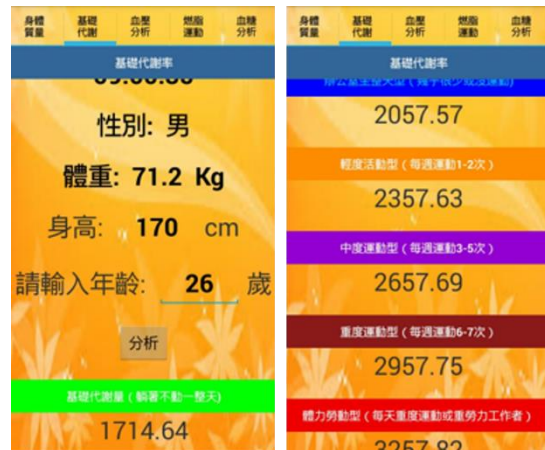 身體質量 基礎代謝 血壓分析 燃脂運動 血糖分析
基礎代謝率
性別: 男
體重: 71.2 Kg
身高: 170 cm
請輸入年齡: 26 歲
分析
基礎代謝量 ( 躺著不動一整天)
1714.64
身體質量 基礎代謝 血壓分析 燃脂運動 血糖分析
基礎代謝率
2057.57
輕度活動型 ( 每週運動1-2次 )
2357.63
中度運動型 ( 每週運動3-5次 )
2657.69
重度運動型 ( 每週運動6-7次 )
2957.75
體力勞動型 ( 每天重度運動或重勞力工作者 )
3257.82